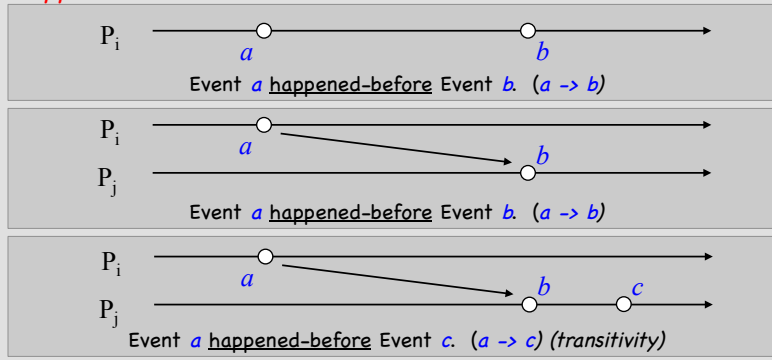 Pi
a
b
Event a happened-before Event b. (a -> b)
Pi
a
b
Pj
Event a happened-before Event b. (a -> b)
Pi
a
b
c
Pj
Event a happened-before Event c. (a -> c) (transitivity)